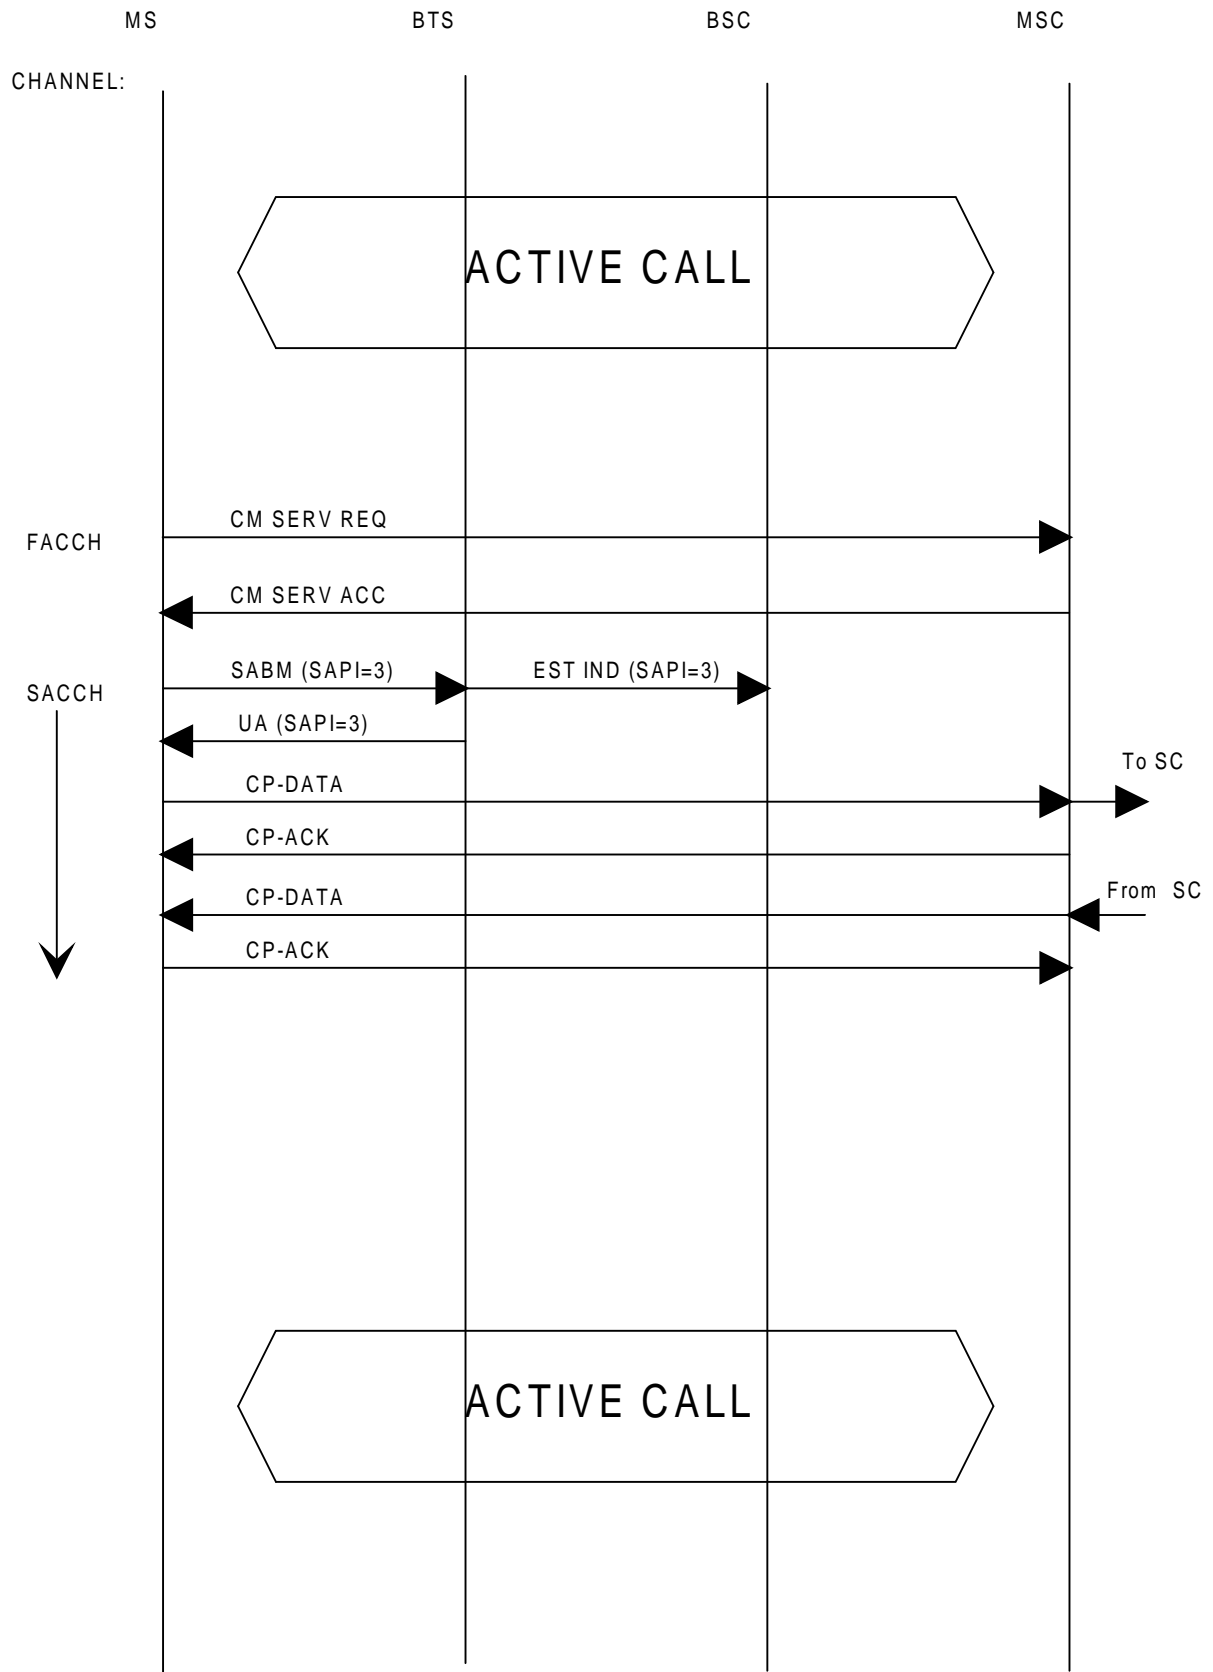 MS BTS BSC MSC
CHANNEL:
ACTIVE CALL
CM SERV REQ
FACCH
CM SERV ACC
SABM (SAPI=3) EST IND (SAPI=3)
SACCH
UA (SAPI=3)
To SC
CP-DATA
CP-ACK
From SC
CP-DATA
CP-ACK
ACTIVE CALL